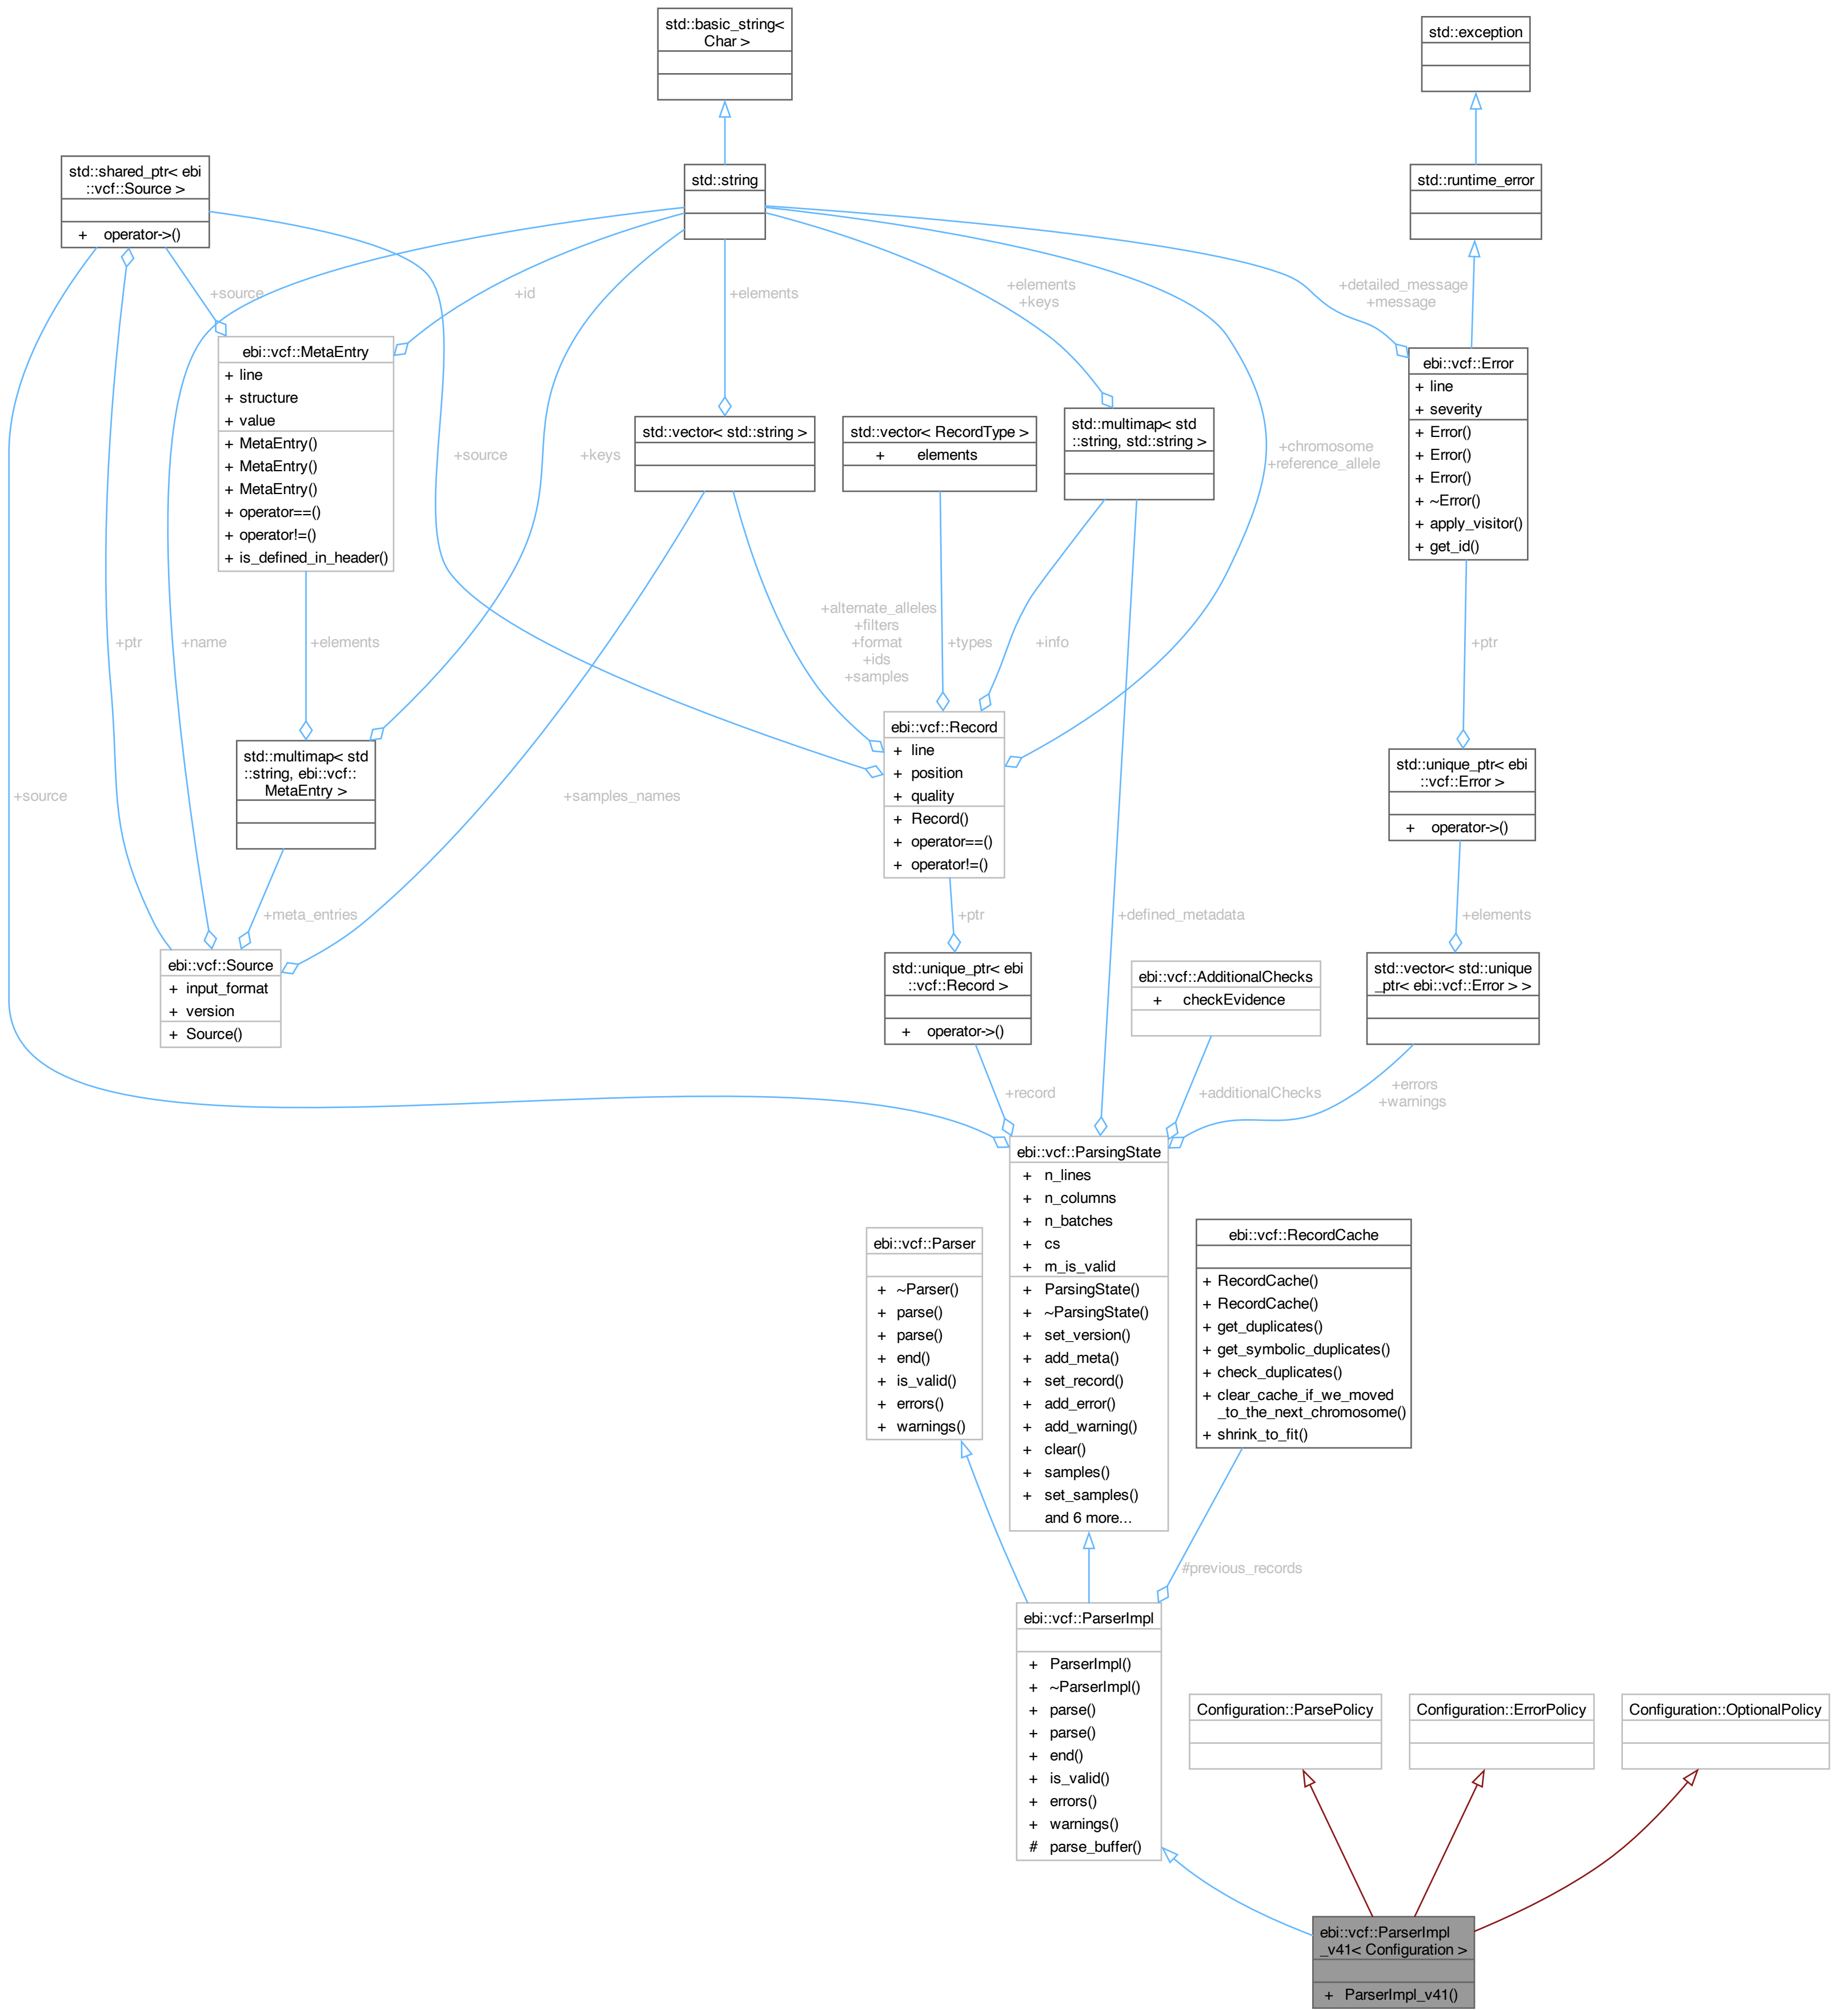 std::basic_string<
Char >
std::exception
std::shared_ptr< ebi
::vcf::Source >
+ operator->()
std::string
std::runtime_error
+source
+id
+elements
+elements
+keys
+detailed_message
+message
ebi::vcf::MetaEntry
+ line
+ structure
+ value
+ MetaEntry()
+ MetaEntry()
+ MetaEntry()
+ operator==()
+ operator!=()
+ is_defined_in_header()
+source
+keys
std::vector< std::string >
std::vector< RecordType >
+ elements
std::multimap< std
::string, std::string >
+chromosome
+reference_allele
ebi::vcf::Error
+ line
+ severity
+ Error()
+ Error()
+ Error()
+ ~Error()
+ apply_visitor()
+ get_id()
+ptr
+name
+elements
+alternate_alleles
+filters
+format
+ids
+samples
+types
+info
+ptr
+source
std::multimap< std
::string, ebi::vcf::
MetaEntry >
+samples_names
ebi::vcf::Record
+ line
+ position
+ quality
+ Record()
+ operator==()
+ operator!=()
std::unique_ptr< ebi
::vcf::Error >
+ operator->()
+meta_entries
+ptr
+defined_metadata
+elements
ebi::vcf::Source
+ input_format
+ version
+ Source()
std::unique_ptr< ebi
::vcf::Record >
+ operator->()
ebi::vcf::AdditionalChecks
+ checkEvidence
std::vector< std::unique
_ptr< ebi::vcf::Error > >
+record
+additionalChecks
+errors
+warnings
ebi::vcf::ParsingState
+ n_lines
+ n_columns
+ n_batches
+ cs
+ m_is_valid
+ ParsingState()
+ ~ParsingState()
+ set_version()
+ add_meta()
+ set_record()
+ add_error()
+ add_warning()
+ clear()
+ samples()
+ set_samples()
and 6 more...
ebi::vcf::Parser
+ ~Parser()
+ parse()
+ parse()
+ end()
+ is_valid()
+ errors()
+ warnings()
ebi::vcf::RecordCache
+ RecordCache()
+ RecordCache()
+ get_duplicates()
+ get_symbolic_duplicates()
+ check_duplicates()
+ clear_cache_if_we_moved
_to_the_next_chromosome()
+ shrink_to_fit()
#previous_records
ebi::vcf::ParserImpl
+ ParserImpl()
+ ~ParserImpl()
+ parse()
+ parse()
+ end()
+ is_valid()
+ errors()
+ warnings()
# parse_buffer()
Configuration::ParsePolicy
Configuration::ErrorPolicy
Configuration::OptionalPolicy
ebi::vcf::ParserImpl
_v41< Configuration >
+ ParserImpl_v41()